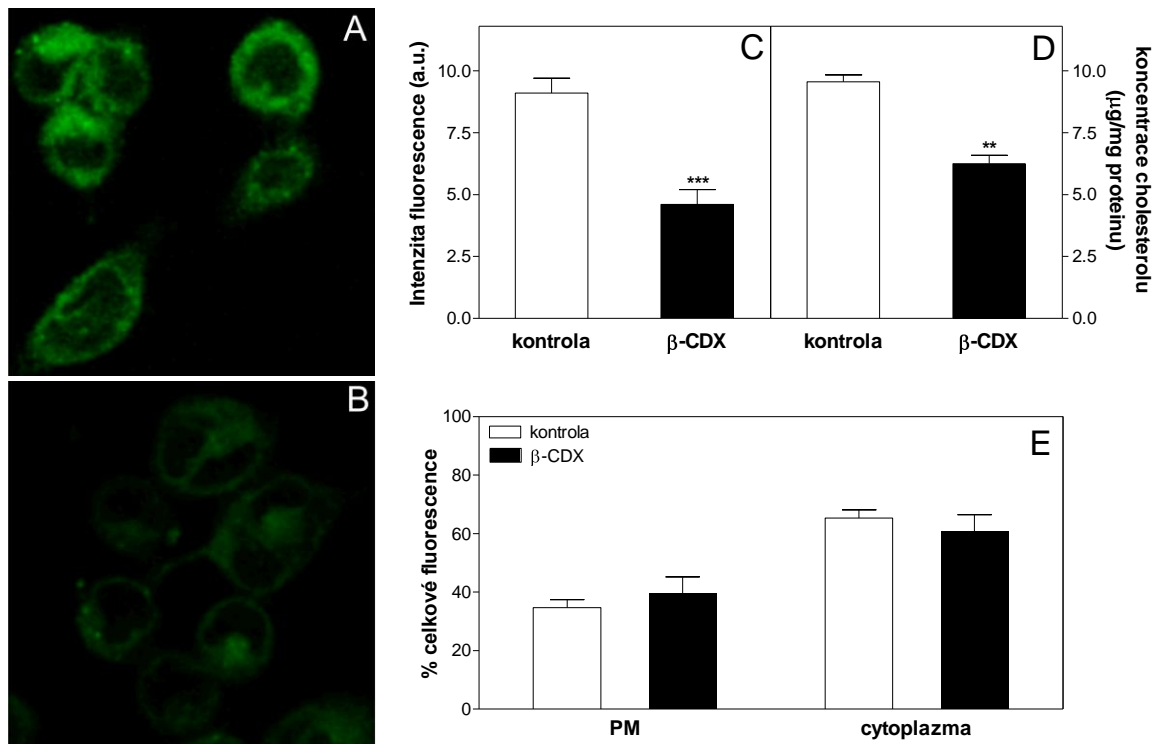 A
B
C
Intenzita fluorescence (a.u.)
10.0
7.5
5.0
2.5
0.0
***
kontrola
β-CDX
D
koncentrace cholesterolu
(μg/mg proteinu)
10.0
7.5
5.0
2.5
0.0
**
kontrola
β-CDX
E
% celkové fluorescence
100
80
60
40
20
0
kontrola
β-CDX
PM
cytoplazma